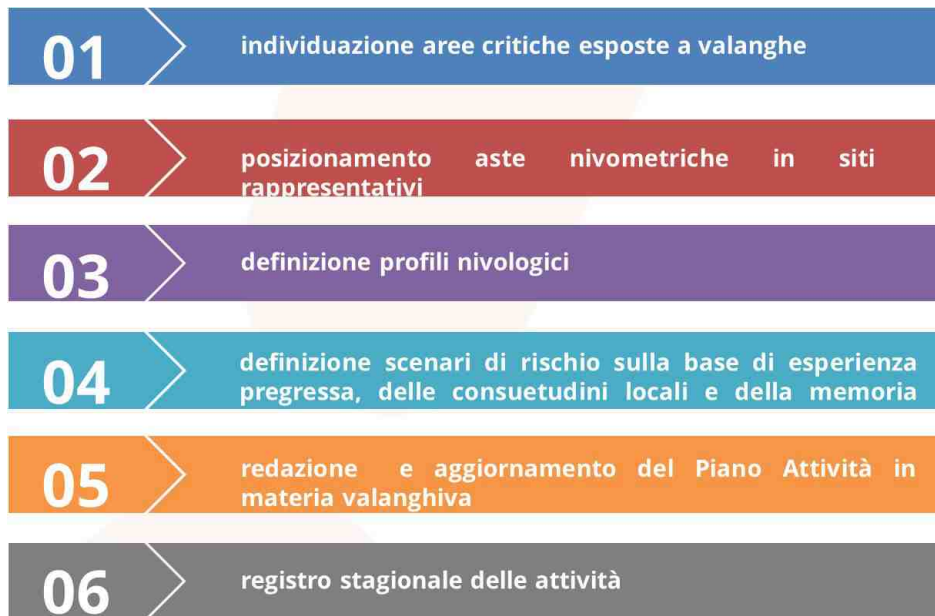 01
individuazione aree critiche esposte a valanghe
02
posizionamento aste nivometriche in siti
rappresentativi
03
definizione profili nivologici
04
definizione scenari di rischio sulla base di esperienza
pregressa, delle consuetudini locali e della memoria
05
redazione e aggiornamento del Piano Attività in
materia valanghiva
06
registro stagionale delle attività